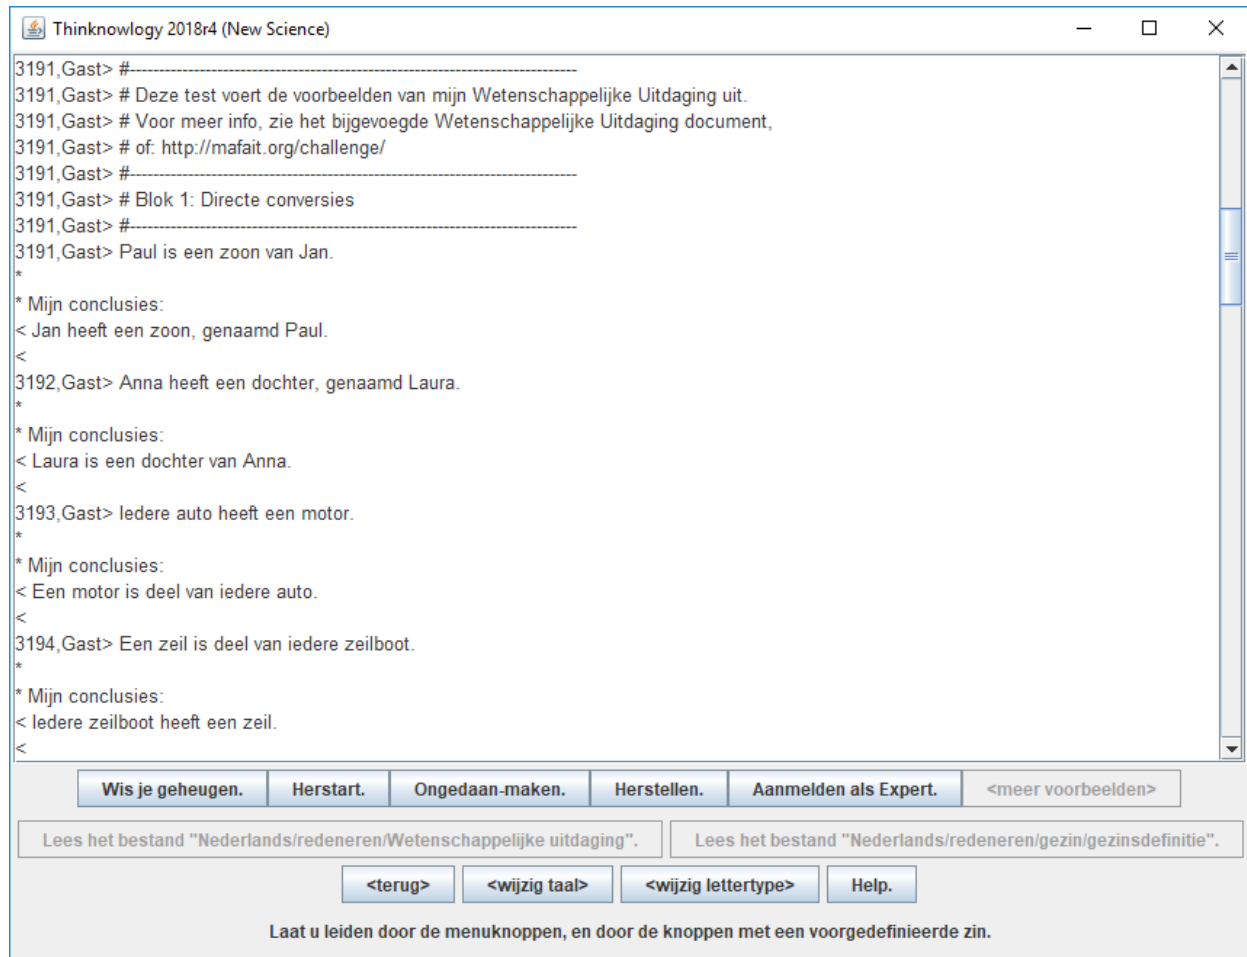 Thinknowlogy 2018r4 (New Science)
3191,Gast> #------------------------------------------------------------------------------
3191,Gast> # Deze test voert de voorbeelden van mijn Wetenschappelijke Uitdaging uit.
3191,Gast> # Voor meer info, zie het bijgevoegde Wetenschappelijke Uitdaging document,
3191,Gast> # of: http://mafait.org/challenge/
3191,Gast> #------------------------------------------------------------------------------
3191,Gast> # Blok 1: Directe conversies
3191,Gast> #------------------------------------------------------------------------------
3191,Gast> Paul is een zoon van Jan.
*
* Mijn conclusies:
< Jan heeft een zoon, genaamd Paul.
<
3192,Gast> Anna heeft een dochter, genaamd Laura.
*
* Mijn conclusies:
< Laura is een dochter van Anna.
<
3193,Gast> Iedere auto heeft een motor.
*
* Mijn conclusies:
< Een motor is deel van iedere auto.
<
3194,Gast> Een zeil is deel van iedere zeilboot.
*
* Mijn conclusies:
< Iedere zeilboot heeft een zeil.
<
Wis je geheugen. Herstart. Ongedaan-maken. Herstellen. Aanmelden als Expert. <meer voorbeelden>
Lees het bestand "Nederlands/redeneren/Wetenschappelijke uitdaging". Lees het bestand "Nederlands/redeneren/gezin/gezinsdefinitie".
<terug> <wijzig taal> <wijzig lettertype> Help.
Laat u leiden door de menuknoppen, en door de knoppen met een voorgedefinieerde zin.